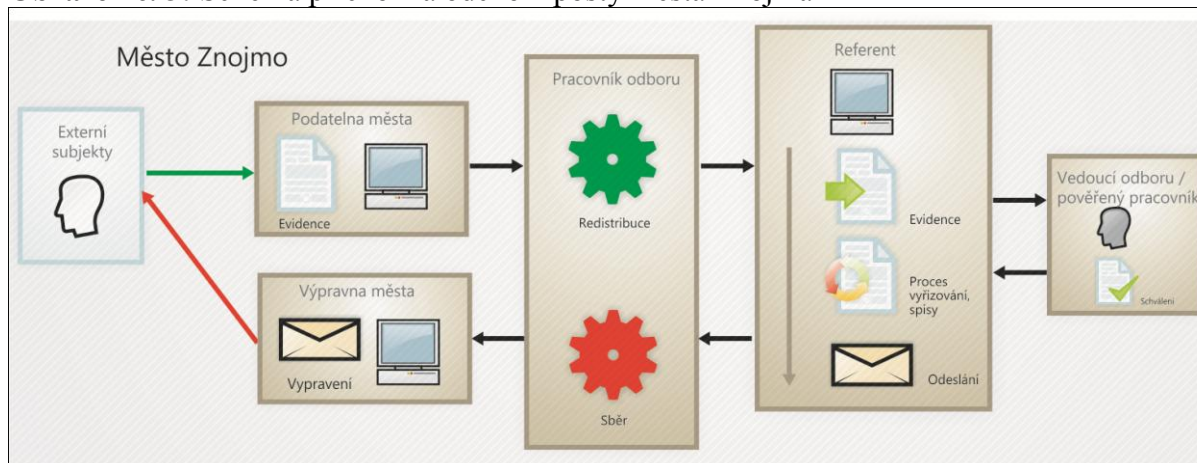 Město Znojmo
Externí
subjekty
Podatelna města
Evidence
Výpravna města
Vypravení
Pracovník odboru
Redistribuce
Sběr
Referent
Evidence
Proces
vyřizování,
spisy
Odeslání
Vedoucí odboru /
pověřený pracovník
Schválení